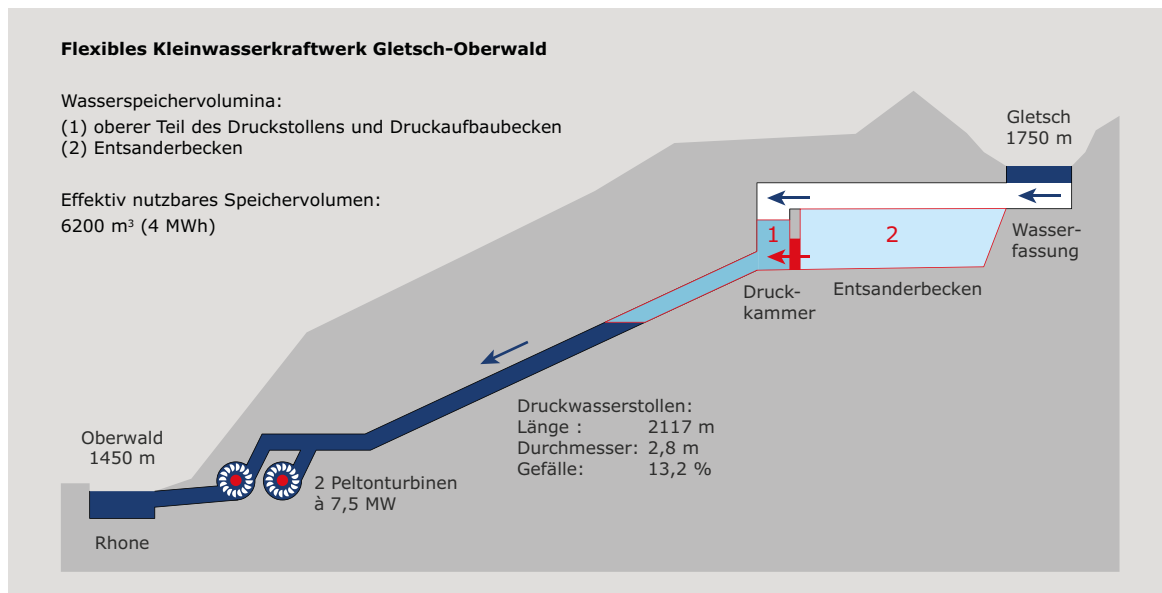 Flexibles Kleinwasserkraftwerk Gletsch-Oberwald
Wasserspeichervolumina:
(1) oberer Teil des Druckstollens und Druckaufbaubecken
(2) Entsanderbecken
Effektiv nutzbares Speichervolumen:
6200 m³ (4 MWh)
Gletsch
1750 m
1
2
Wasser-
fassung
Druck-
kammer
Entsanderbecken
Druckwasserstollen:
Länge : 2117 m
Durchmesser: 2,8 m
Gefälle: 13,2 %
Oberwald
1450 m
2 Peltonturbinen
à 7,5 MW
Rhone